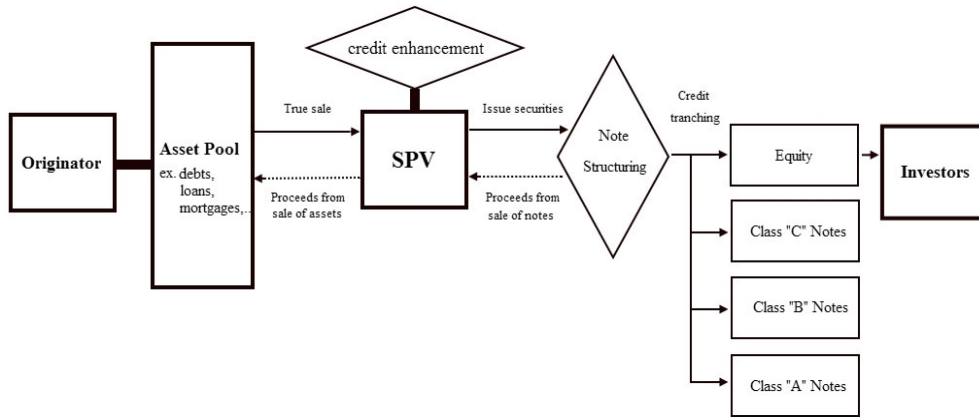 credit enhancement
Originator
Asset Pool
ex. debts,
loans,
mortgages,..
True sale
Proceeds from
sale of assets
SPV
Issue securities
Proceeds from
sale of notes
Note
Structuring
Credit
tranching
Equity
Class "C" Notes
Class "B" Notes
Class "A" Notes
Investors